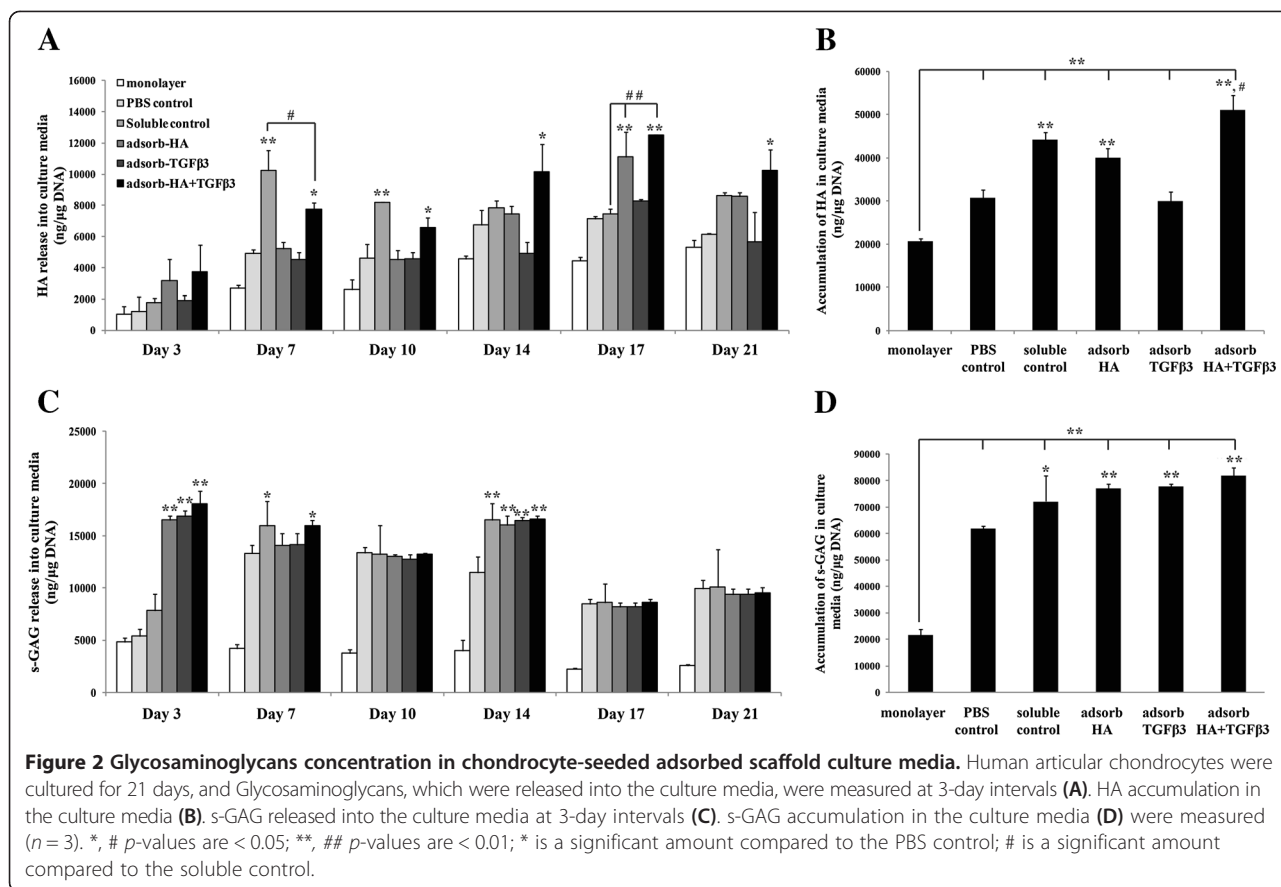 A
HA release into culture media
(ng/μg DNA)
16000
14000
12000
10000
8000
6000
4000
2000
0
monolayer
PBS control
Soluble control
adsorb-HA
adsorb-TGFβ3
adsorb-HA+TGFβ3
** # *
** *
*
** ## **
*
Day 3 Day 7 Day 10 Day 14 Day 17 Day 21
B
Accumulation of HA in culture media
(ng/μg DNA)
60000
50000
40000
30000
20000
10000
0
**
** ** **, #
monolayer PBS soluble adsorb adsorb adsorb
control control HA TGFβ3 HA+TGFβ3
C
s-GAG release into culture media
(ng/μg DNA)
25000
20000
15000
10000
5000
0
** ** **
* *
** ** ** **
Day 3 Day 7 Day 10 Day 14 Day 17 Day 21
D
Accumulation of s-GAG in culture
media (ng/μg DNA)
90000
80000
70000
60000
50000
40000
30000
20000
10000
0
**
* ** ** **
monolayer PBS soluble adsorb adsorb adsorb
control control HA TGFβ3 HA+TGFβ3
Figure 2 Glycosaminoglycans concentration in chondrocyte-seeded adsorbed scaffold culture media. Human articular chondrocytes were
cultured for 21 days, and Glycosaminoglycans, which were released into the culture media, were measured at 3-day intervals (A). HA accumulation in
the culture media (B). s-GAG released into the culture media at 3-day intervals (C). s-GAG accumulation in the culture media (D) were measured
(n = 3). *, # p-values are < 0.05; **, ## p-values are < 0.01; * is a significant amount compared to the PBS control; # is a significant amount
compared to the soluble control.